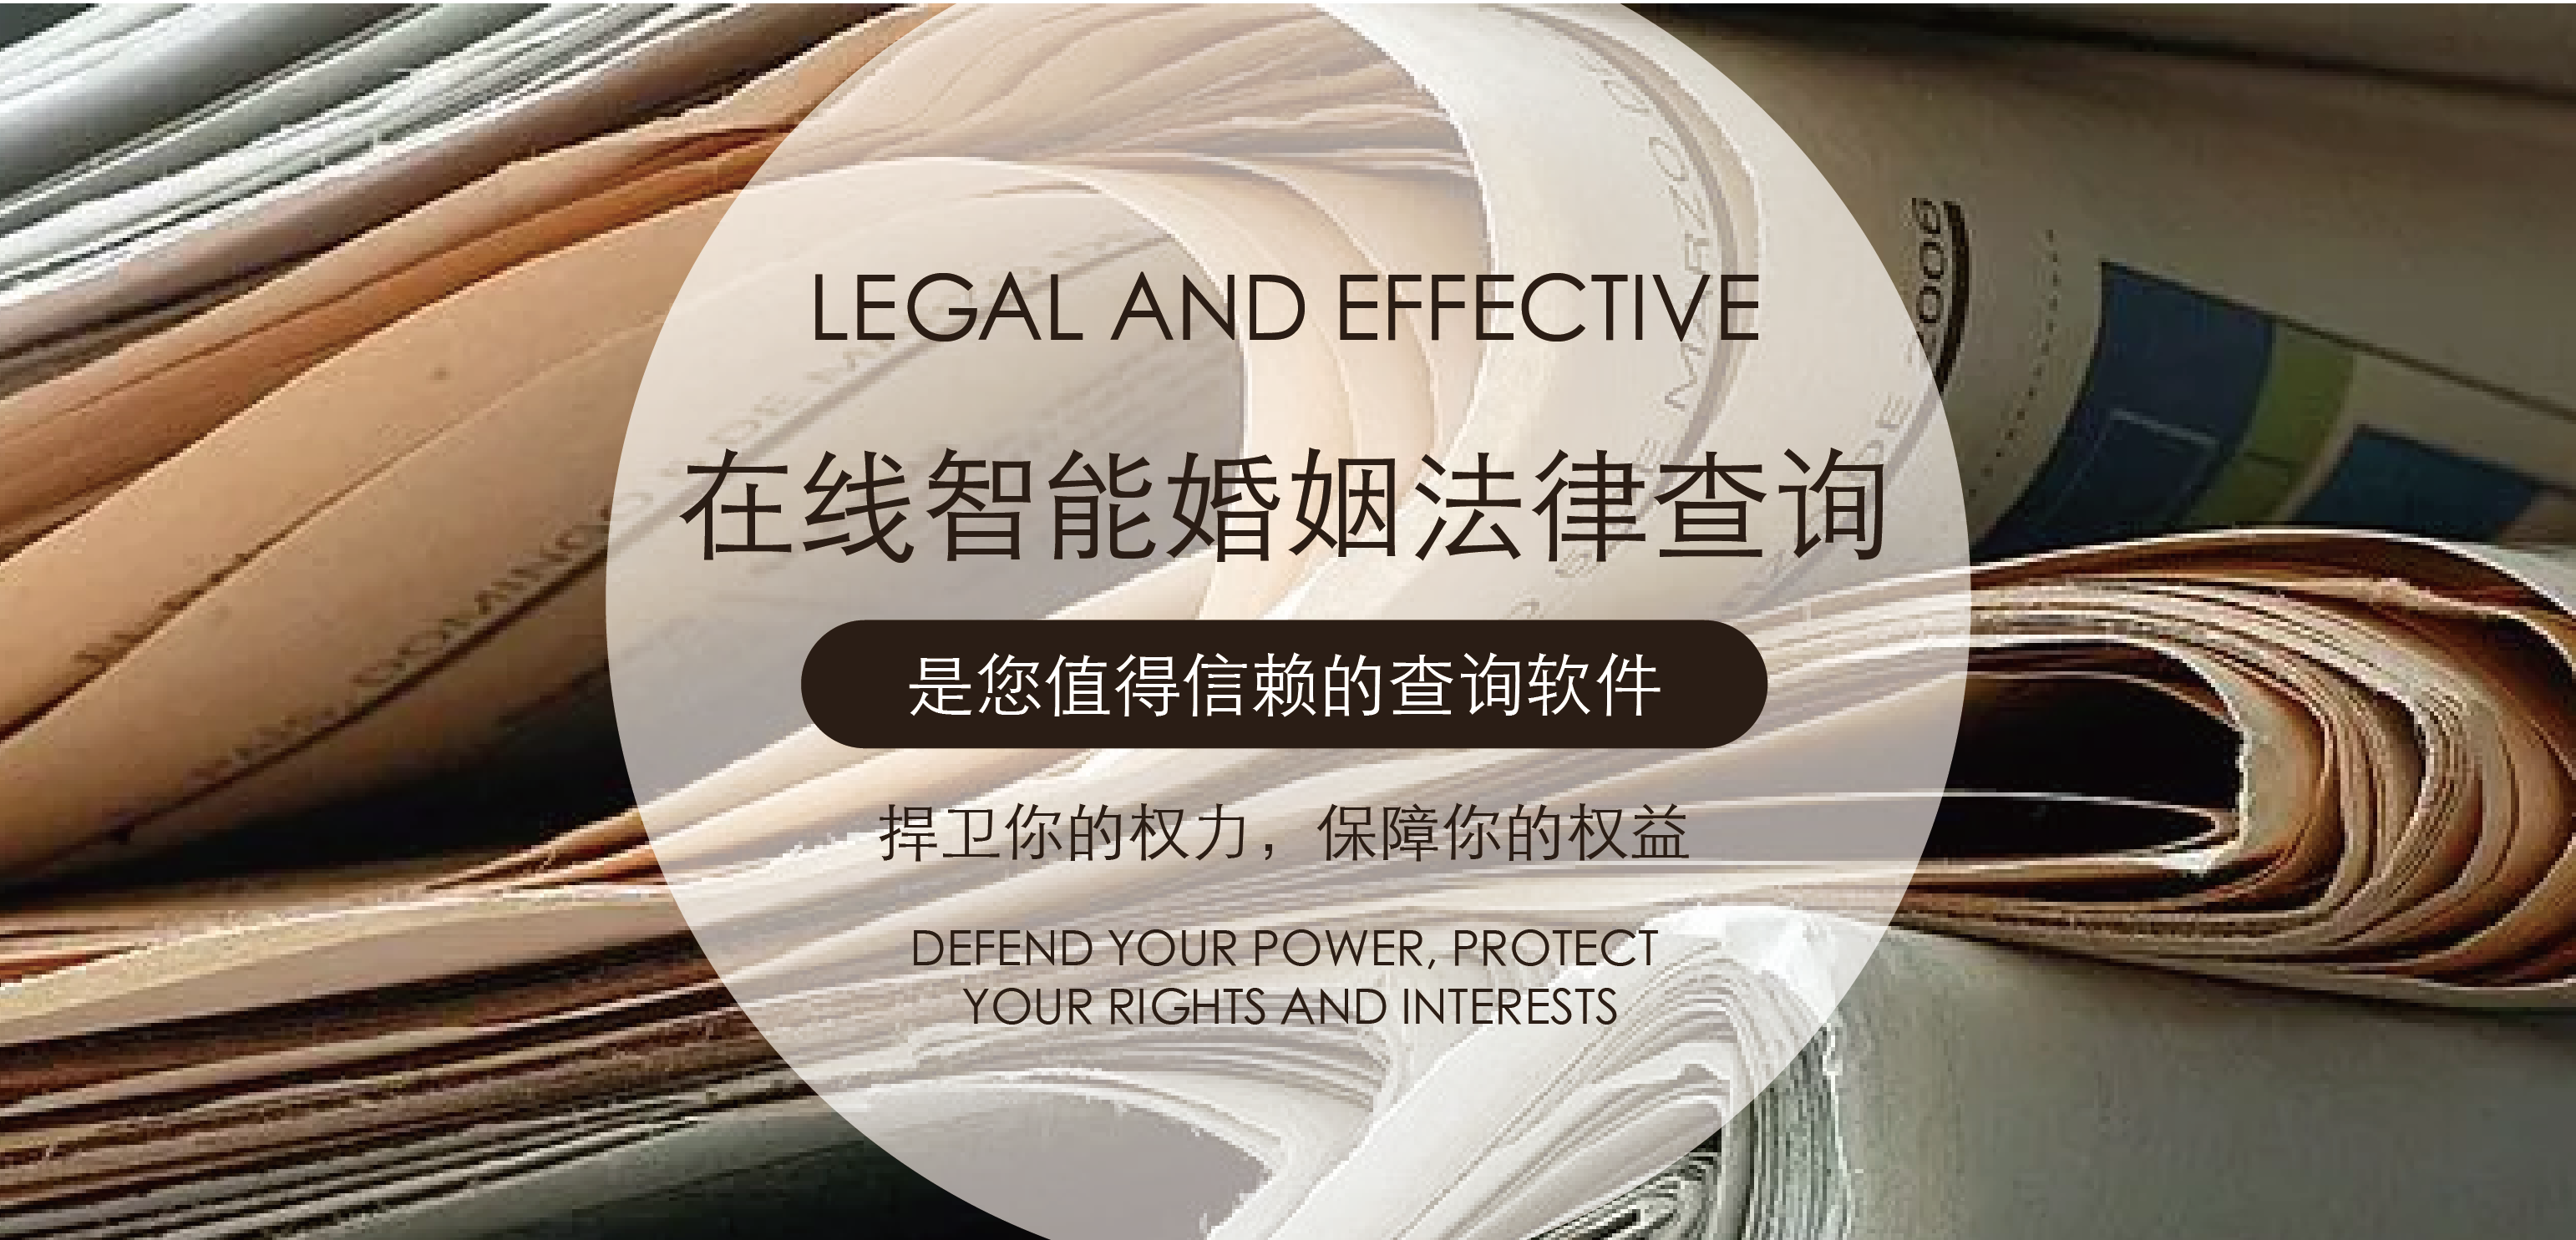 LEGAL AND EFFECTIVE
在线智能婚姻法律查询
是您值得信赖的查询软件
捍卫你的权力，保障你的权益
DEFEND YOUR POWER, PROTECT
YOUR RIGHTS AND INTERESTS